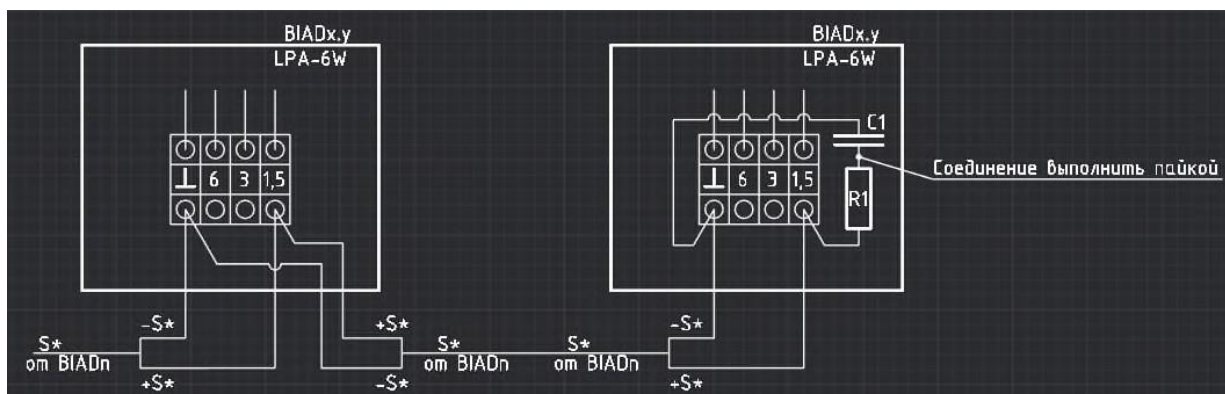 BIADx.y
LPA-6W
⊥ 6 3 1,5
-S*
+S*
S*
от BIADn
+S*
-S*
S*
от BIADn
BIADx.y
LPA-6W
C1
⊥ 6 3 1,5
R1
Соединение выполнить пайкой
S*
от BIADn
-S*
+S*